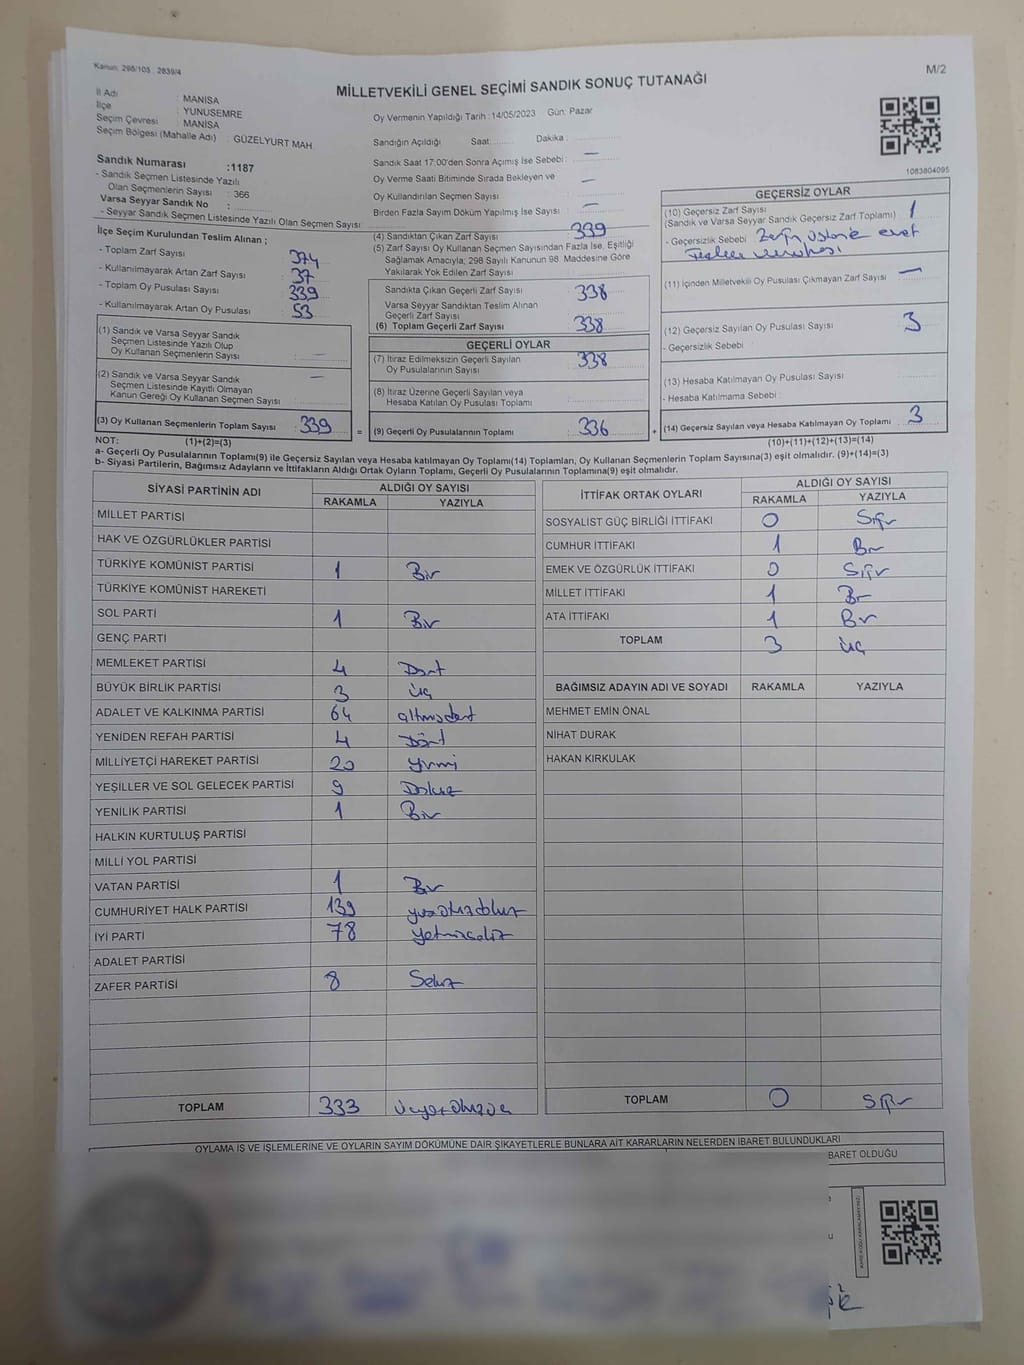 Kanun: 298/105 2839/4
M/2
MİLLETVEKİLİ GENEL SEÇİMİ SANDIK SONUÇ TUTANAĞI
İl Adı : MANİSA
İlçe : YUNUSEMRE
Seçim Çevresi : MANİSA
Seçim Bölgesi (Mahalle Adı) : GÜZELYURT MAH.
Oy Vermenin Yapıldığı Tarih : 14/05/2023 Gün: Pazar
Sandığın Açıldığı Saat: Dakika :
Sandık Saat 17:00'den Sonra Açımış İse Sebebi : —
Oy Verme Saati Bitiminde Sırada Bekleyen ve
Oy Kullandırılan Seçmen Sayısı —
Birden Fazla Sayım Döküm Yapılmış İse Sayısı —
1083804095
Sandık Numarası :1187
- Sandık Seçmen Listesinde Yazılı
Olan Seçmenlerin Sayısı : 366
Varsa Seyyar Sandık No :
- Seyyar Sandık Seçmen Listesinde Yazılı Olan Seçmen Sayısı
İlçe Seçim Kurulundan Teslim Alınan ;
- Toplam Zarf Sayısı 374
- Kullanılmayarak Artan Zarf Sayısı 37
- Toplam Oy Pusulası Sayısı 339
- Kullanılmayarak Artan Oy Pusulası 53
(1) Sandık ve Varsa Seyyar Sandık
Seçmen Listesinde Yazılı Olup
Oy Kullanan Seçmenlerin Sayısı —
(2) Sandık ve Varsa Seyyar Sandık
Seçmen Listesinde Kayıtlı Olmayan
Kanun Gereği Oy Kullanan Seçmen Sayısı : —
(3) Oy Kullanan Seçmenlerin Toplam Sayısı 339 =
(4) Sandıktan Çıkan Zarf Sayısı 339
(5) Zarf Sayısı Oy Kullanan Seçmen Sayısından Fazla İse, Eşitliği
Sağlamak Amacıyla; 298 Sayılı Kanunun 98. Maddesine Göre
Yakılarak Yok Edilen Zarf Sayısı
Sandıkta Çıkan Geçerli Zarf Sayısı 338
Varsa Seyyar Sandıktan Teslim Alınan
Geçerli Zarf Sayısı
(6) Toplam Geçerli Zarf Sayısı 338
GEÇERLİ OYLAR
(7) İtiraz Edilmeksizin Geçerli Sayılan
Oy Pusulalarının Sayısı 338
(8) İtiraz Üzerine Geçerli Sayılan veya
Hesaba Katılan Oy Pusulası Toplamı
(9) Geçerli Oy Pusulalarının Toplamı 336 +
GEÇERSİZ OYLAR
(10) Geçersiz Zarf Sayısı 1
(Sandık ve Varsa Seyyar Sandık Geçersiz Zarf Toplamı)
- Geçersizlik Sebebi Zarfın üstüne evet
(11) İçinden Milletvekili Oy Pusulası Çıkmayan Zarf Sayısı —
(12) Geçersiz Sayılan Oy Pusulası Sayısı 3
- Geçersizlik Sebebi :
(13) Hesaba Katılmayan Oy Pusulası Sayısı
- Hesaba Katılmama Sebebi :
(14) Geçersiz Sayılan veya Hesaba Katılmayan Oy Toplamı 3
NOT: (1)+(2)=(3) (10)+(11)+(12)+(13)=(14)
a- Geçerli Oy Pusulalarının Toplamı(9) ile Geçersiz Sayılan veya Hesaba katılmayan Oy Toplamı(14) Toplamları, Oy Kullanan Seçmenlerin Toplam Sayısına(3) eşit olmalıdır. (9)+(14)=(3)
b- Siyasi Partilerin, Bağımsız Adayların ve İttifakların Aldığı Ortak Oyların Toplamı, Geçerli Oy Pusulalarının Toplamına(9) eşit olmalıdır.
SİYASİ PARTİNİN ADI ALDIĞI OY SAYISI
RAKAMLA YAZIYLA
MİLLET PARTİSİ
HAK VE ÖZGÜRLÜKLER PARTİSİ
TÜRKİYE KOMÜNİST PARTİSİ 1 Bir
TÜRKİYE KOMÜNİST HAREKETİ
SOL PARTİ 1 Bir
GENÇ PARTİ
MEMLEKET PARTİSİ 4 Dört
BÜYÜK BİRLİK PARTİSİ 3 üç
ADALET VE KALKINMA PARTİSİ 64 altmışdört
YENİDEN REFAH PARTİSİ 4 Dört
MİLLİYETÇİ HAREKET PARTİSİ 20 yirmi
YEŞİLLER VE SOL GELECEK PARTİSİ 9 Dokuz
YENİLİK PARTİSİ 1 Bir
HALKIN KURTULUŞ PARTİSİ
MİLLİ YOL PARTİSİ
VATAN PARTİSİ 1 Bir
CUMHURİYET HALK PARTİSİ 139 yüzotuzdokuz
İYİ PARTİ 78 yetmişsekiz
ADALET PARTİSİ
ZAFER PARTİSİ 8 Sekiz
TOPLAM 333 üçyüzotuzüç
İTTİFAK ORTAK OYLARI ALDIĞI OY SAYISI
RAKAMLA YAZIYLA
SOSYALİST GÜÇ BİRLİĞİ İTTİFAKI 0 Sıfır
CUMHUR İTTİFAKI 1 Bir
EMEK VE ÖZGÜRLÜK İTTİFAKI 0 Sıfır
MİLLET İTTİFAKI 1 Bir
ATA İTTİFAKI 1 Bir
TOPLAM 3 üç
BAĞIMSIZ ADAYIN ADI VE SOYADI RAKAMLA YAZIYLA
MEHMET EMİN ÖNAL
NİHAT DURAK
HAKAN KIRKULAK
TOPLAM 0 Sıfır
OYLAMA İŞ VE İŞLEMLERİNE VE OYLARIN SAYIM DÖKÜMÜNE DAİR ŞİKAYETLERLE BUNLARA AİT KARARLARIN NELERDEN İBARET BULUNDUKLARI
BARET OLDUĞU